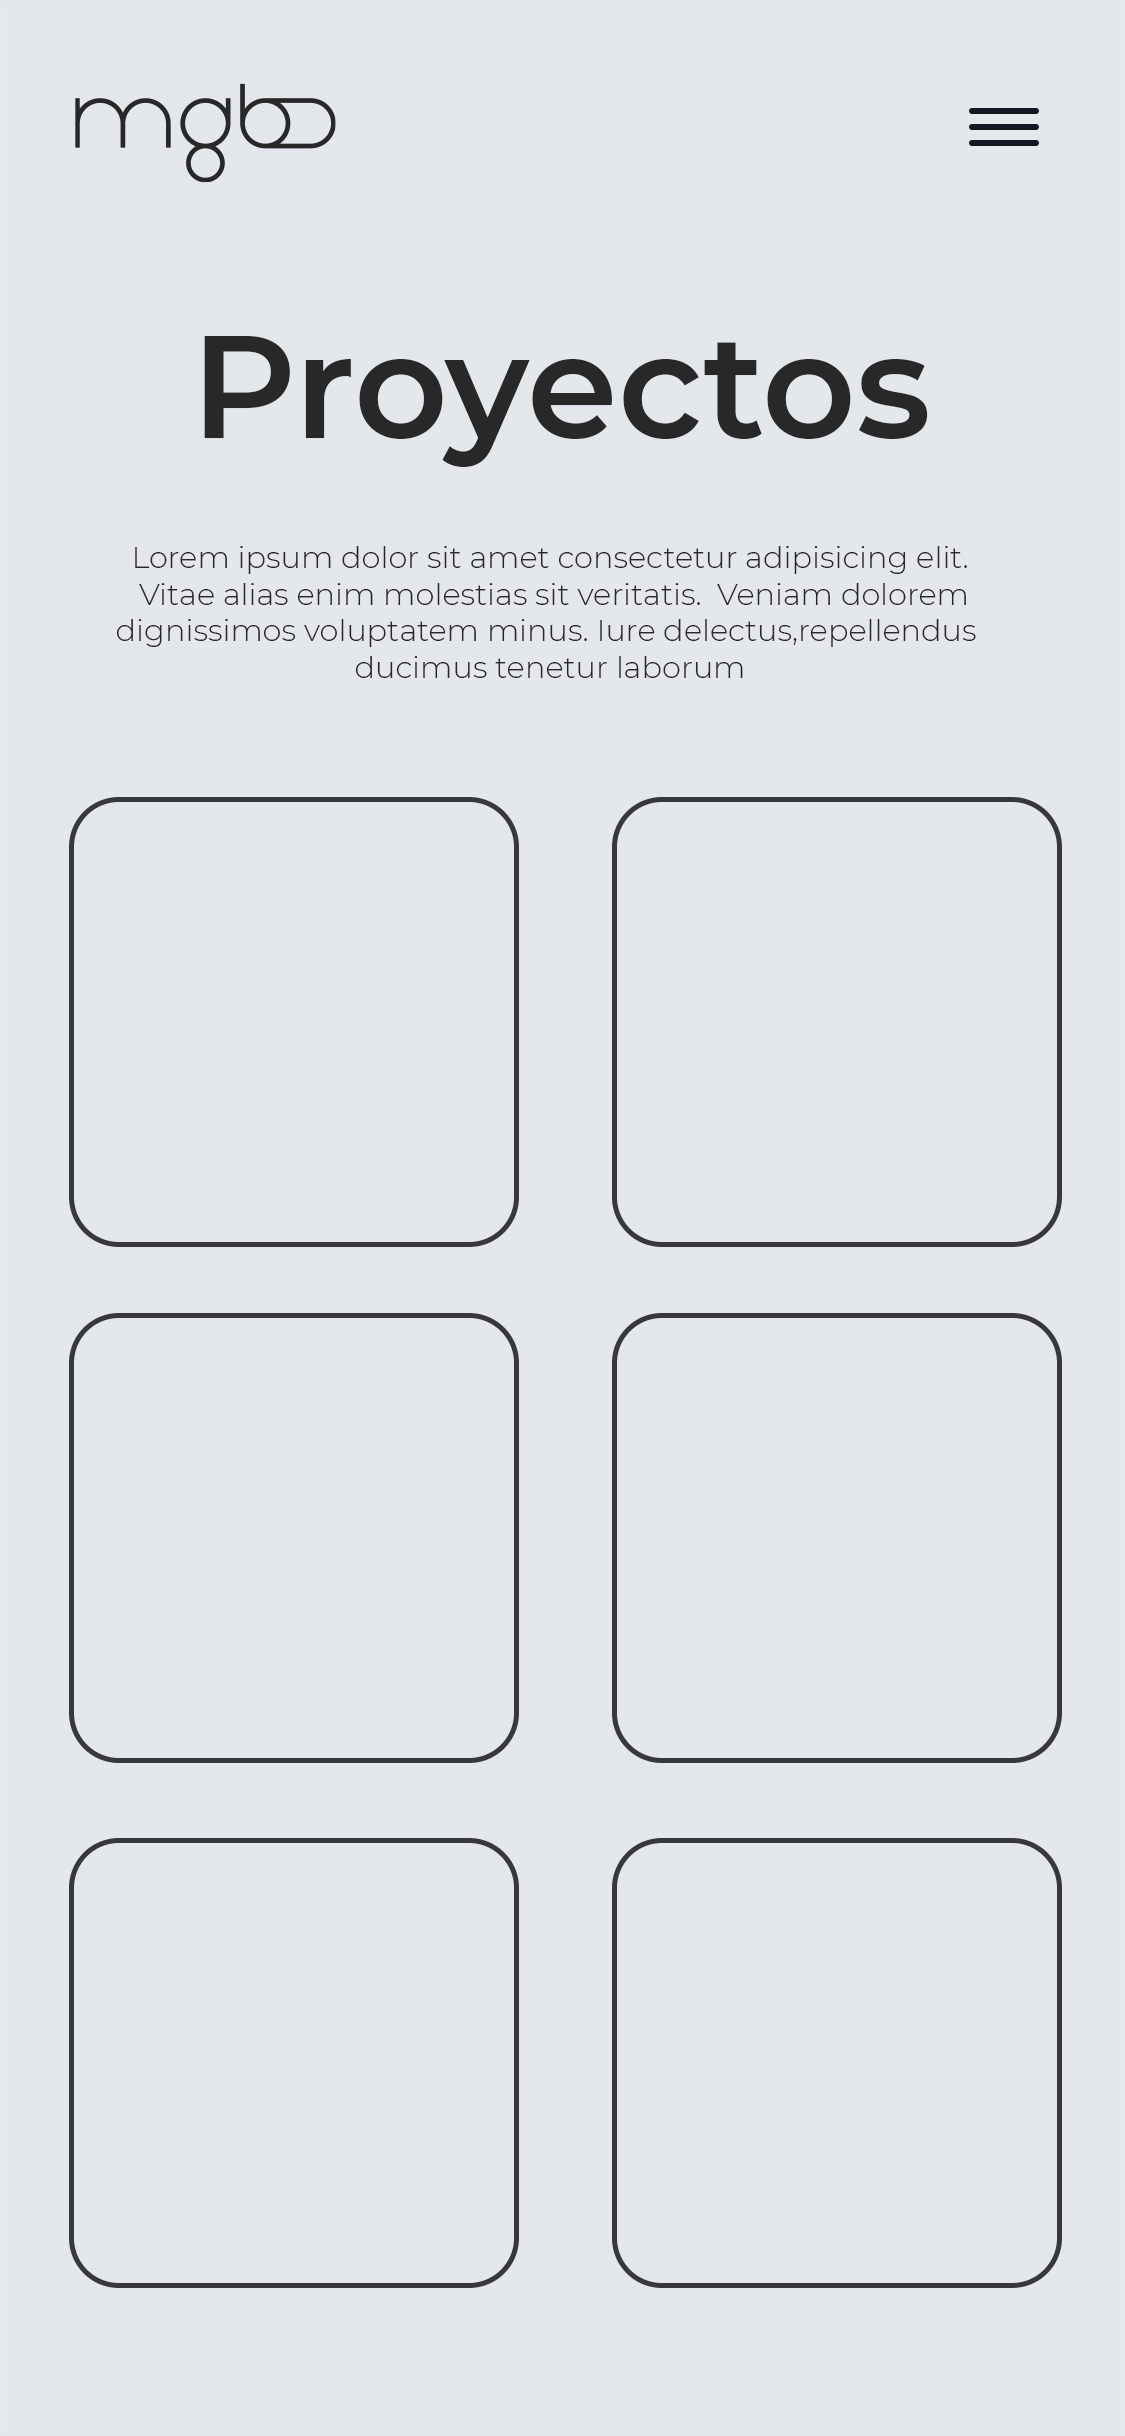 mgb
Proyectos
Lorem ipsum dolor sit amet consectetur adipisicing elit.
Vitae alias enim molestias sit veritatis.  Veniam dolorem
dignissimos voluptatem minus. Iure delectus,repellendus
ducimus tenetur laborum